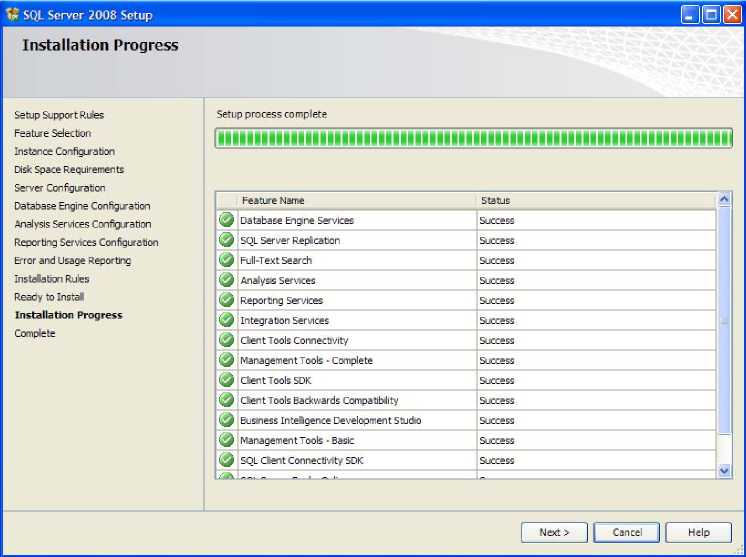 SQL Server 2008 Setup
Installation Progress
Setup Support Rules
Feature Selection
Instance Configuration
Disk Space Requirements
Server Configuration
Database Engine Configuration
Analysis Services Configuration
Reporting Services Configuration
Error and Usage Reporting
Installation Rules
Ready to Install
Installation Progress
Complete
Setup process complete
Feature Name Status
Database Engine Services Success
SQL Server Replication Success
Full-Text Search Success
Analysis Services Success
Reporting Services Success
Integration Services Success
Client Tools Connectivity Success
Management Tools - Complete Success
Client Tools SDK Success
Client Tools Backwards Compatibility Success
Business Intelligence Development Studio Success
Management Tools - Basic Success
SQL Client Connectivity SDK Success
Next >
Cancel
Help